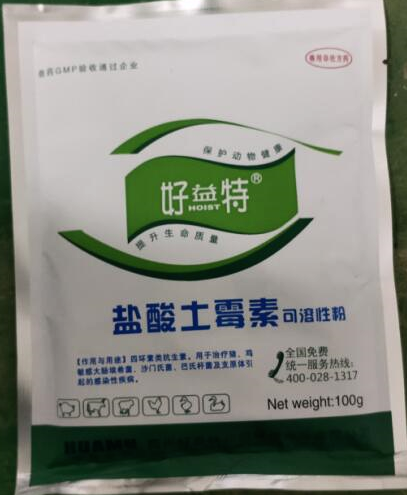 兽药GMP验收通过企业
兽用非处方药
保护动物健康
好益特®
HOIST
提升生命质量
盐酸土霉素可溶性粉
【作用与用途】四环素类抗生素。用于治疗猪、鸡
敏感大肠埃希菌、沙门氏菌、巴氏杆菌及支原体引
起的感染性疾病。
全国免费
统一服务热线:
400-028-1317
Net weight:100g